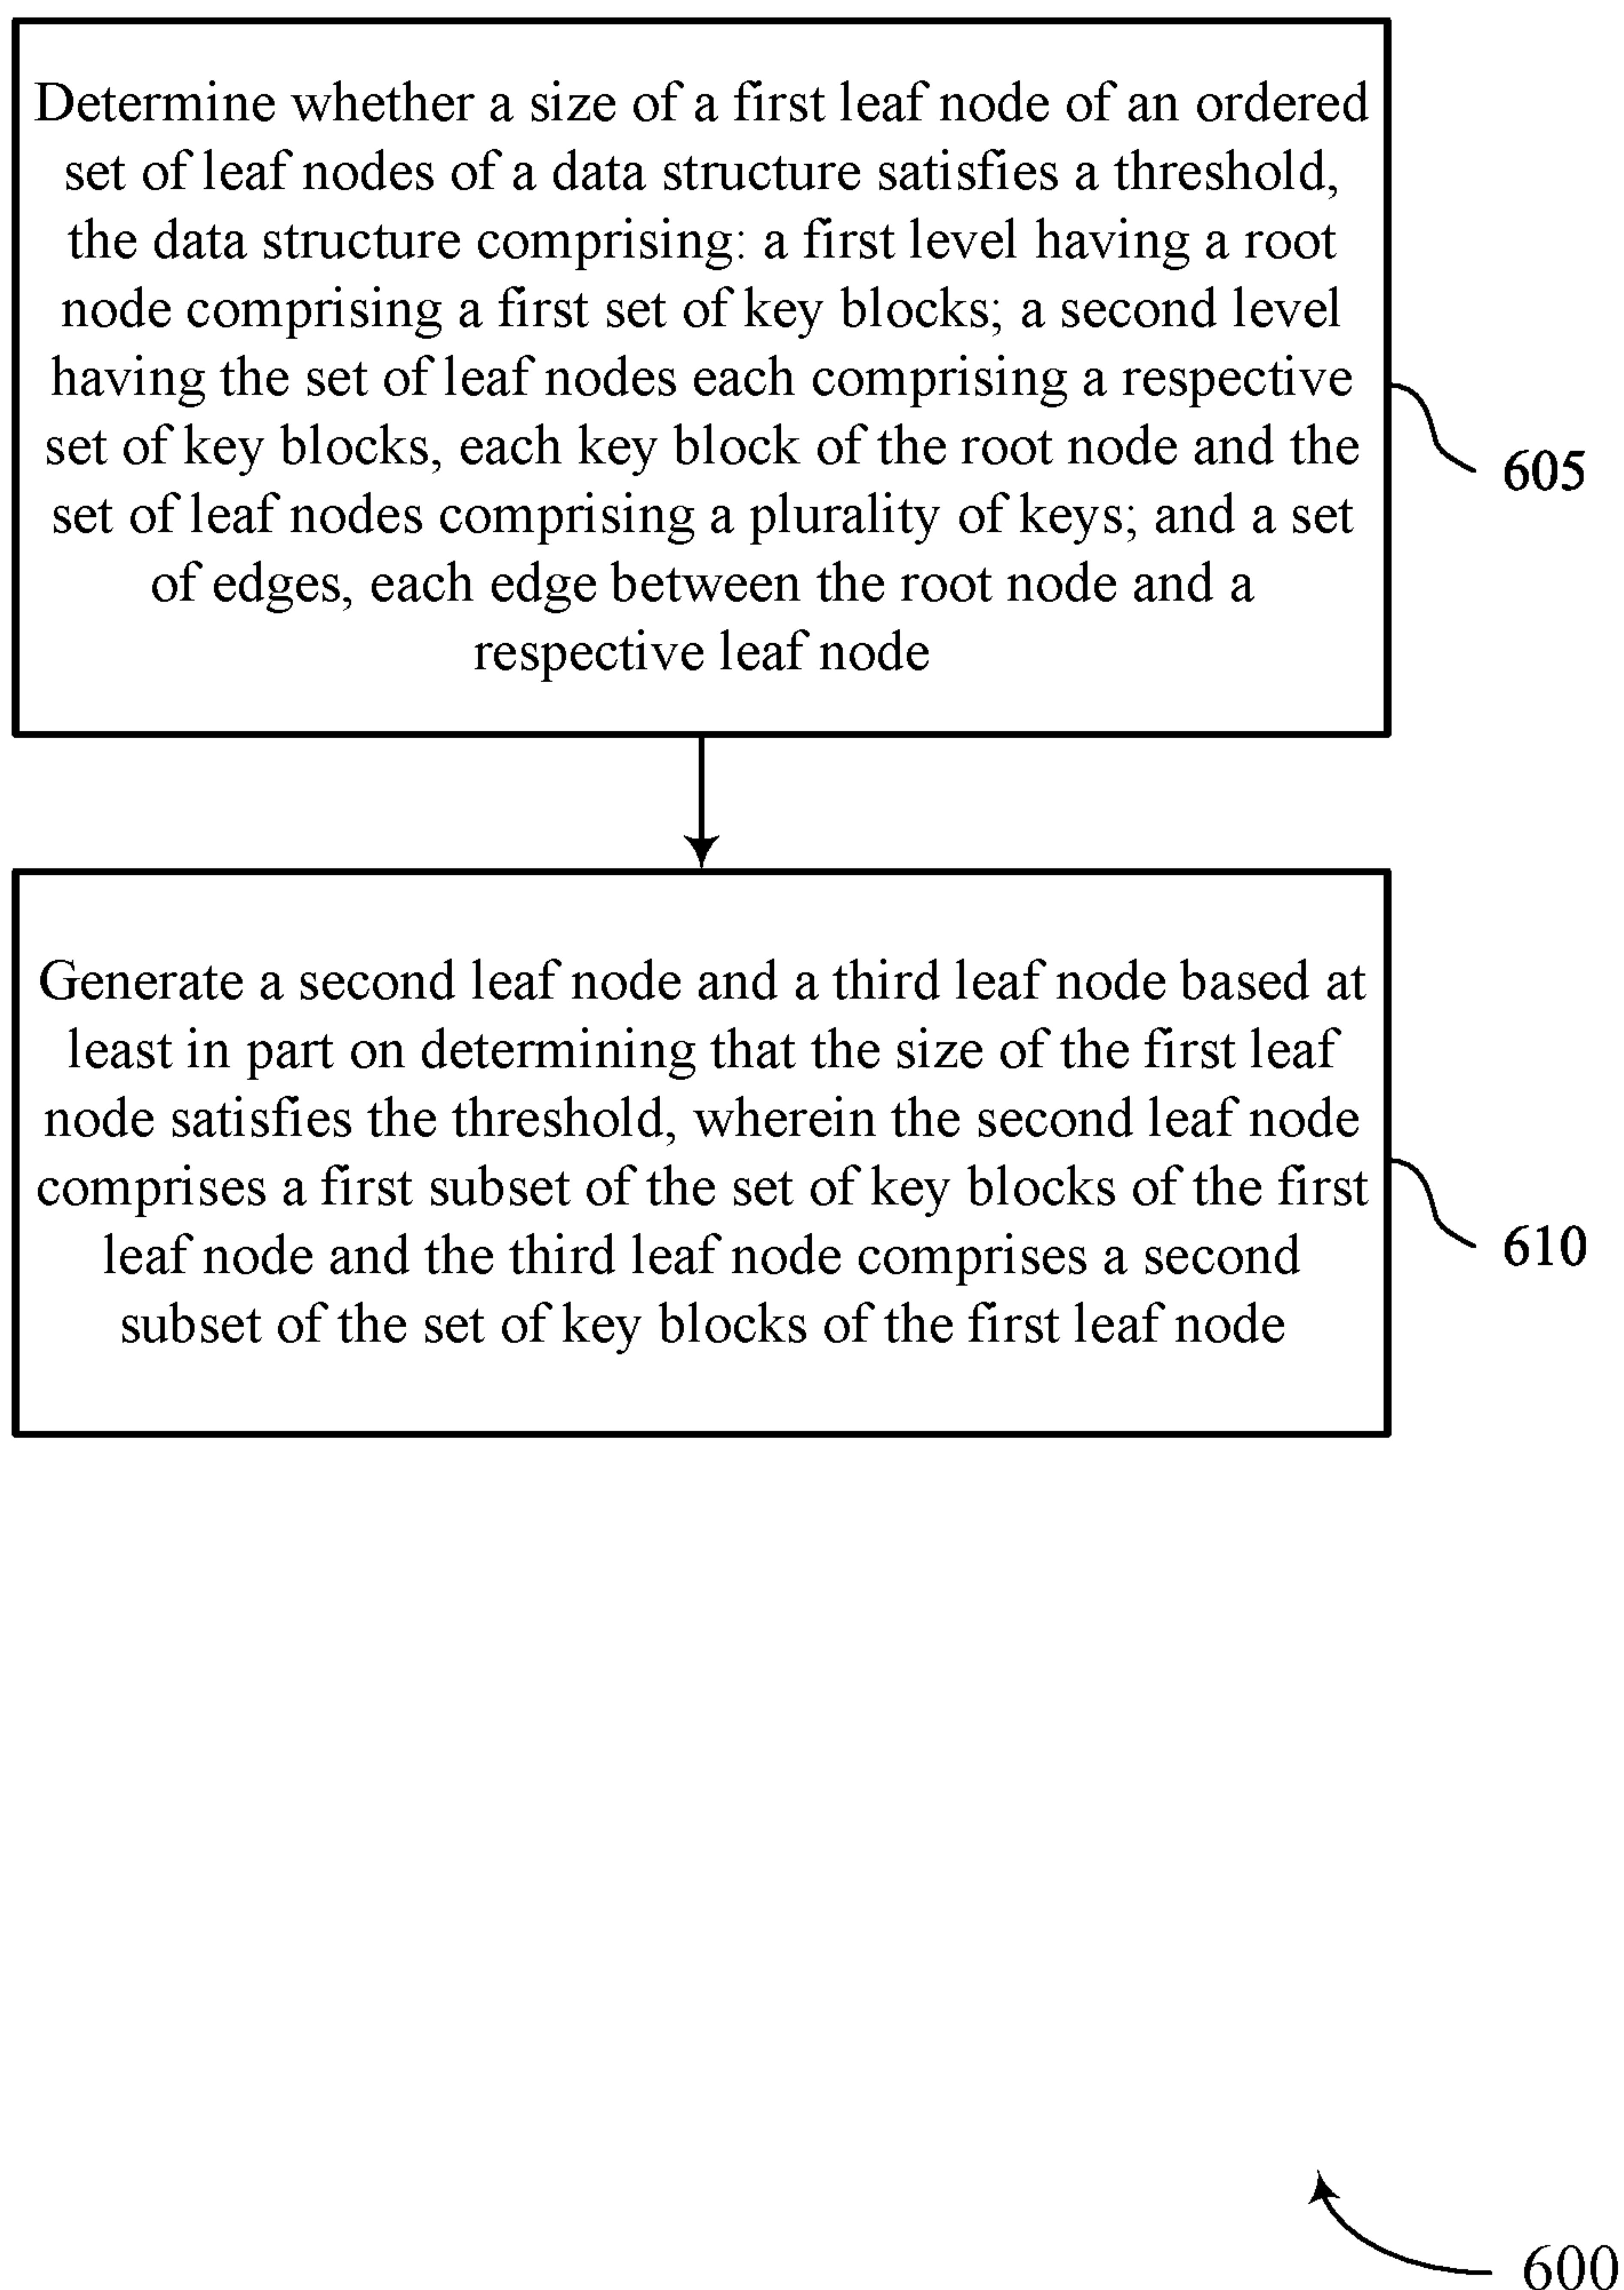 Determine whether a size of a first leaf node of an ordered
set of leaf nodes of a data structure satisfies a threshold,
the data structure comprising: a first level having a root
node comprising a first set of key blocks; a second level
having the set of leaf nodes each comprising a respective
set of key blocks, each key block of the root node and the
set of leaf nodes comprising a plurality of keys; and a set
of edges, each edge between the root node and a
respective leaf node
605
Generate a second leaf node and a third leaf node based at
least in part on determining that the size of the first leaf
node satisfies the threshold, wherein the second leaf node
comprises a first subset of the set of key blocks of the first
leaf node and the third leaf node comprises a second
subset of the set of key blocks of the first leaf node
610
600